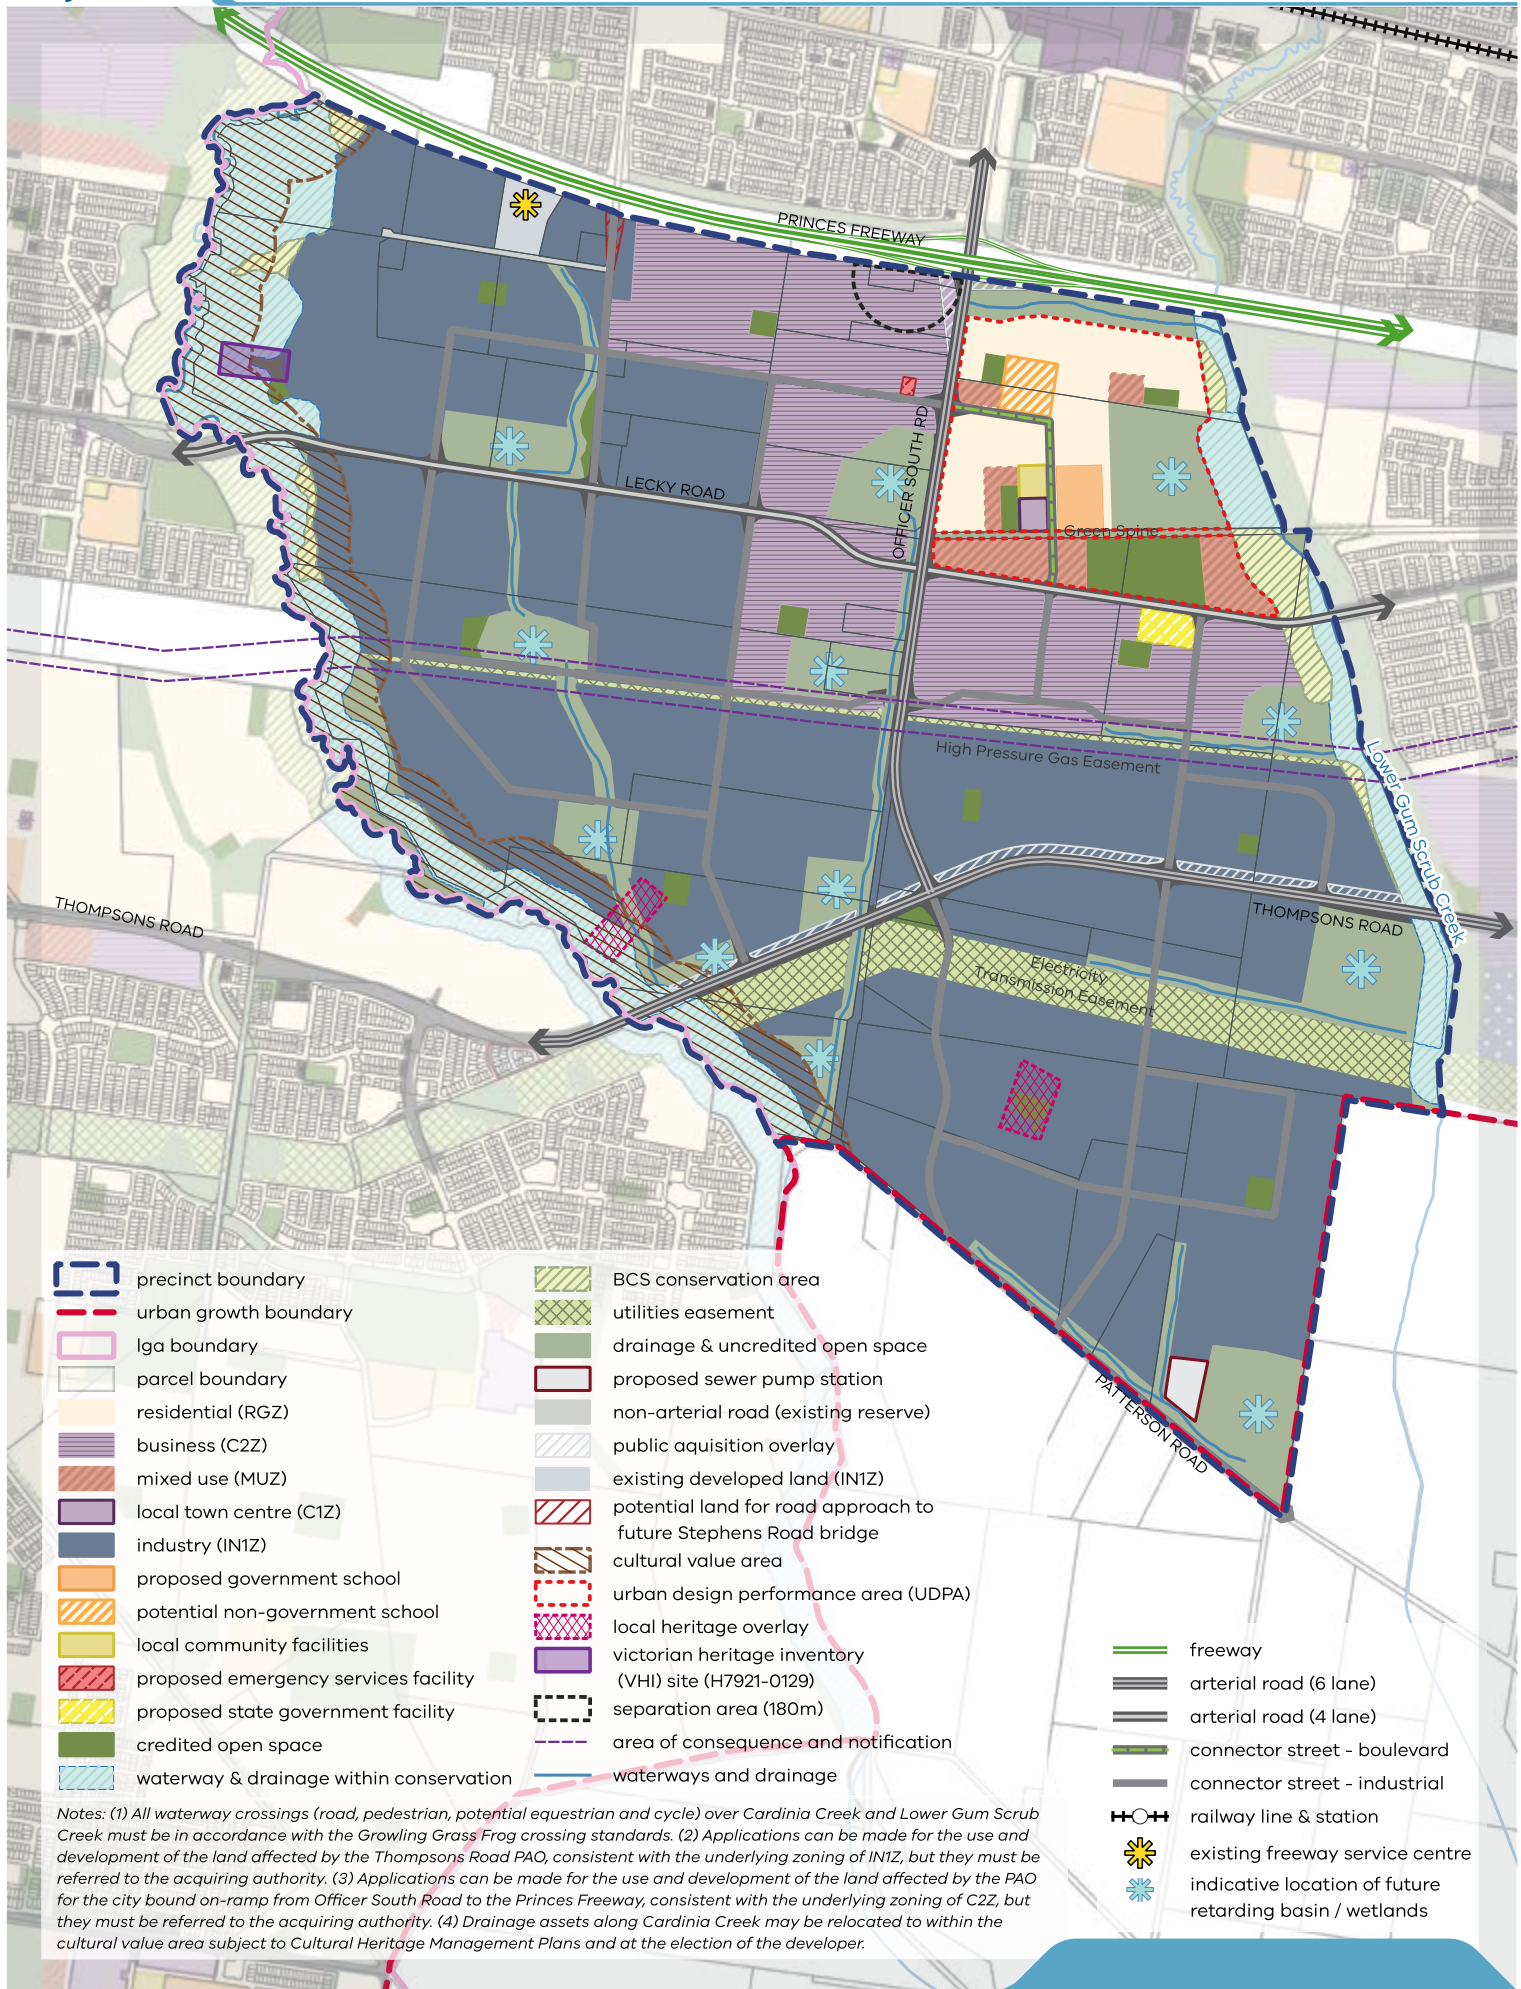 PRINCES FREEWAY
OFFICER SOUTH RD
LECKY ROAD
Green Spine
High Pressure Gas Easement
Lower Gum Scrub Creek
THOMPSONS ROAD
THOMPSONS ROAD
Electricity
Transmission Easement
PATTERSON ROAD
precinct boundary
urban growth boundary
lga boundary
parcel boundary
residential (RGZ)
business (C2Z)
mixed use (MUZ)
local town centre (C1Z)
industry (IN1Z)
proposed government school
potential non-government school
local community facilities
proposed emergency services facility
proposed state government facility
credited open space
waterway & drainage within conservation
BCS conservation area
utilities easement
drainage & uncredited open space
proposed sewer pump station
non-arterial road (existing reserve)
public aquisition overlay
existing developed land (IN1Z)
potential land for road approach to
future Stephens Road bridge
cultural value area
urban design performance area (UDPA)
local heritage overlay
victorian heritage inventory
(VHI) site (H7921-0129)
separation area (180m)
area of consequence and notification
waterways and drainage
freeway
arterial road (6 lane)
arterial road (4 lane)
connector street - boulevard
connector street - industrial
railway line & station
existing freeway service centre
indicative location of future
retarding basin / wetlands
Notes: (1) All waterway crossings (road, pedestrian, potential equestrian and cycle) over Cardinia Creek and Lower Gum Scrub
Creek must be in accordance with the Growling Grass Frog crossing standards. (2) Applications can be made for the use and
development of the land affected by the Thompsons Road PAO, consistent with the underlying zoning of IN1Z, but they must be
referred to the acquiring authority. (3) Applications can be made for the use and development of the land affected by the PAO
for the city bound on-ramp from Officer South Road to the Princes Freeway, consistent with the underlying zoning of C2Z, but
they must be referred to the acquiring authority. (4) Drainage assets along Cardinia Creek may be relocated to within the
cultural value area subject to Cultural Heritage Management Plans and at the election of the developer.